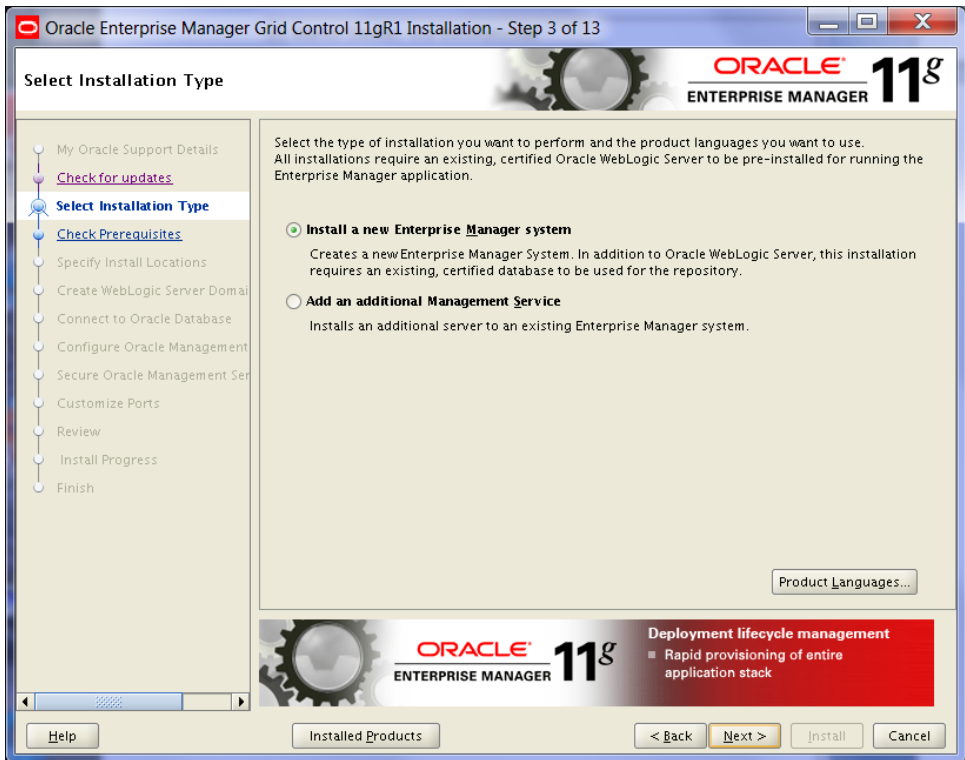 Oracle Enterprise Manager Grid Control 11gR1 Installation - Step 3 of 13
Select Installation Type
ORACLE
ENTERPRISE MANAGER 11g
My Oracle Support Details
Check for updates
Select Installation Type
Check Prerequisites
Specify Install Locations
Create WebLogic Server Domai
Connect to Oracle Database
Configure Oracle Management
Secure Oracle Management Ser
Customize Ports
Review
Install Progress
Finish
Select the type of installation you want to perform and the product languages you want to use.
All installations require an existing, certified Oracle WebLogic Server to be pre-installed for running the
Enterprise Manager application.
Install a new Enterprise Manager system
Creates a new Enterprise Manager System. In addition to Oracle WebLogic Server, this installation
requires an existing, certified database to be used for the repository.
Add an additional Management Service
Installs an additional server to an existing Enterprise Manager system.
Product Languages...
ORACLE
ENTERPRISE MANAGER 11g
Deployment lifecycle management
Rapid provisioning of entire
application stack
Help
Installed Products
< Back
Next >
Install
Cancel